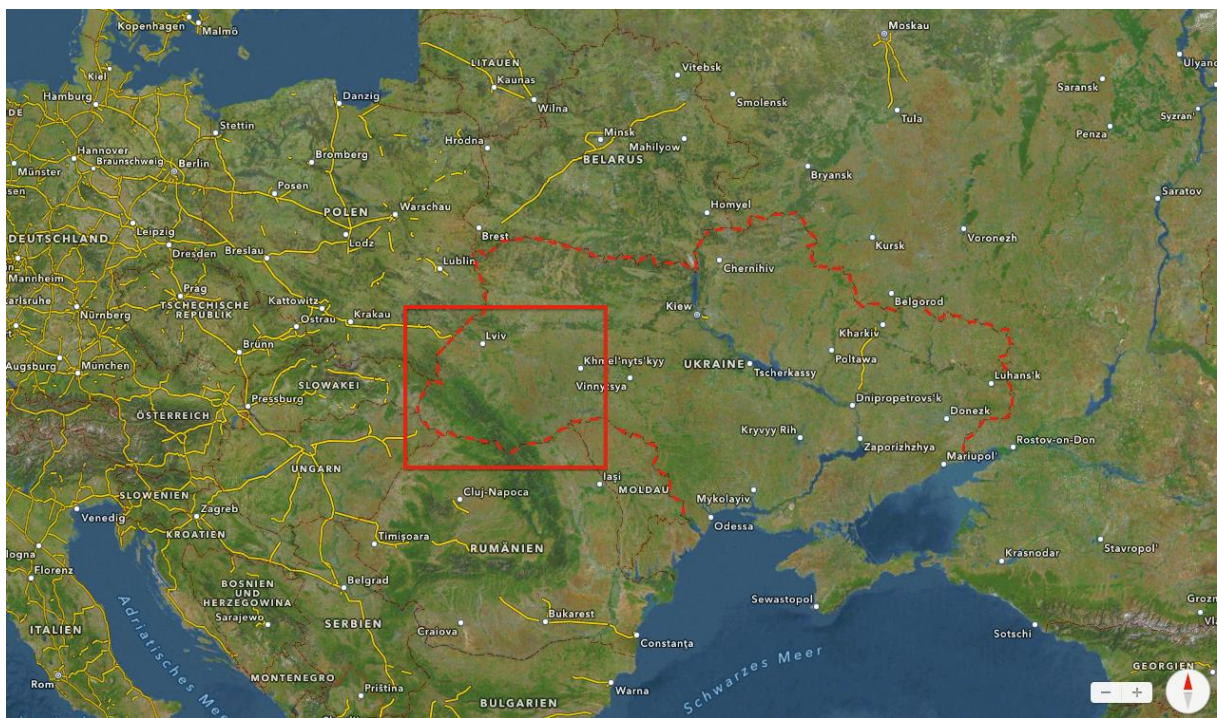 Kopenhagen
Malmö
Moskau
Ulyano
LITAUEN
Kaunas
Wilna
Vitebsk
Smolensk
Saransk
Kiel
Hamburg
Danzig
Tula
Syzran'
Penza
Stettin
Minsk
Mahilyow
BELARUS
Hrodna
Hannover
Braunschweig
Berlin
Münster
Bromberg
Posen
Bryansk
Saratov
POLEN
Warschau
Homyel
Leipzig
DEUTSCHLAND
Dresden
Breslau
Lodz
Brest
Kursk
Voronezh
Lublin
Chernihiv
Mannheim
Prag
TSCHECHISCHE
REPUBLIK
Kattowitz
Krakau
Ostrau
Karlsruhe
Nürnberg
Kiew
Belgorod
Kharkiv
Lviv
Brünn
Augsburg
München
SLOWAKEI
Khmel'nyts'kyy
Vinnytsya
UKRAINE
Tscherkassy
Poltawa
Luhans'k
Pressburg
ÖSTERREICH
Dnipropetrovs'k
Donezk
Kryvyy Rih
Zaporizhzhya
Rostov-on-Don
Mariupol'
UNGARN
Iaşi
MOLDAU
SLOWENIEN
Cluj-Napoca
Mykolayiv
Odessa
Zagreb
Venedig
KROATIEN
Timişoara
RUMÄNIEN
Krasnodar
Stavropol'
Florenz
BOSNIEN
UND
HERZEGOWINA
Sarajewo
Belgrad
SERBIEN
Craiova
Bukarest
Constanţa
Sewastopol
Sotschi
Adriatisches Me
Schwarzes Meer
ITALIEN
Rom
MONTENEGRO
Priština
Warna
BULGARIEN
GEORGIEN
− +